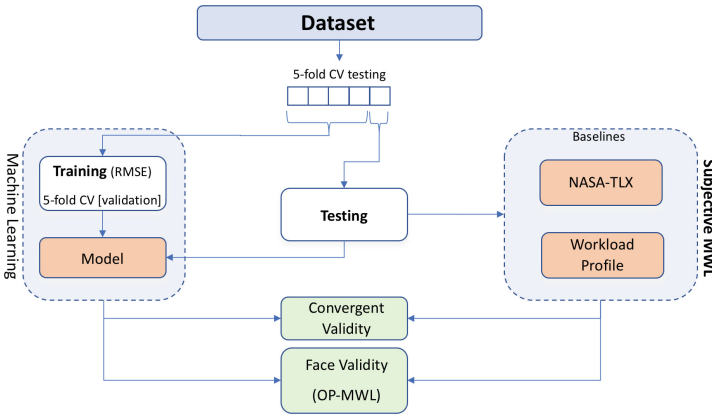 Dataset
5-fold CV testing
Machine Learning
Training (RMSE)
5-fold CV [validation]
Model
Testing
Baselines
NASA-TLX
Workload
Profile
Subjective MWL
Convergent
Validity
Face Validity
(OP-MWL)